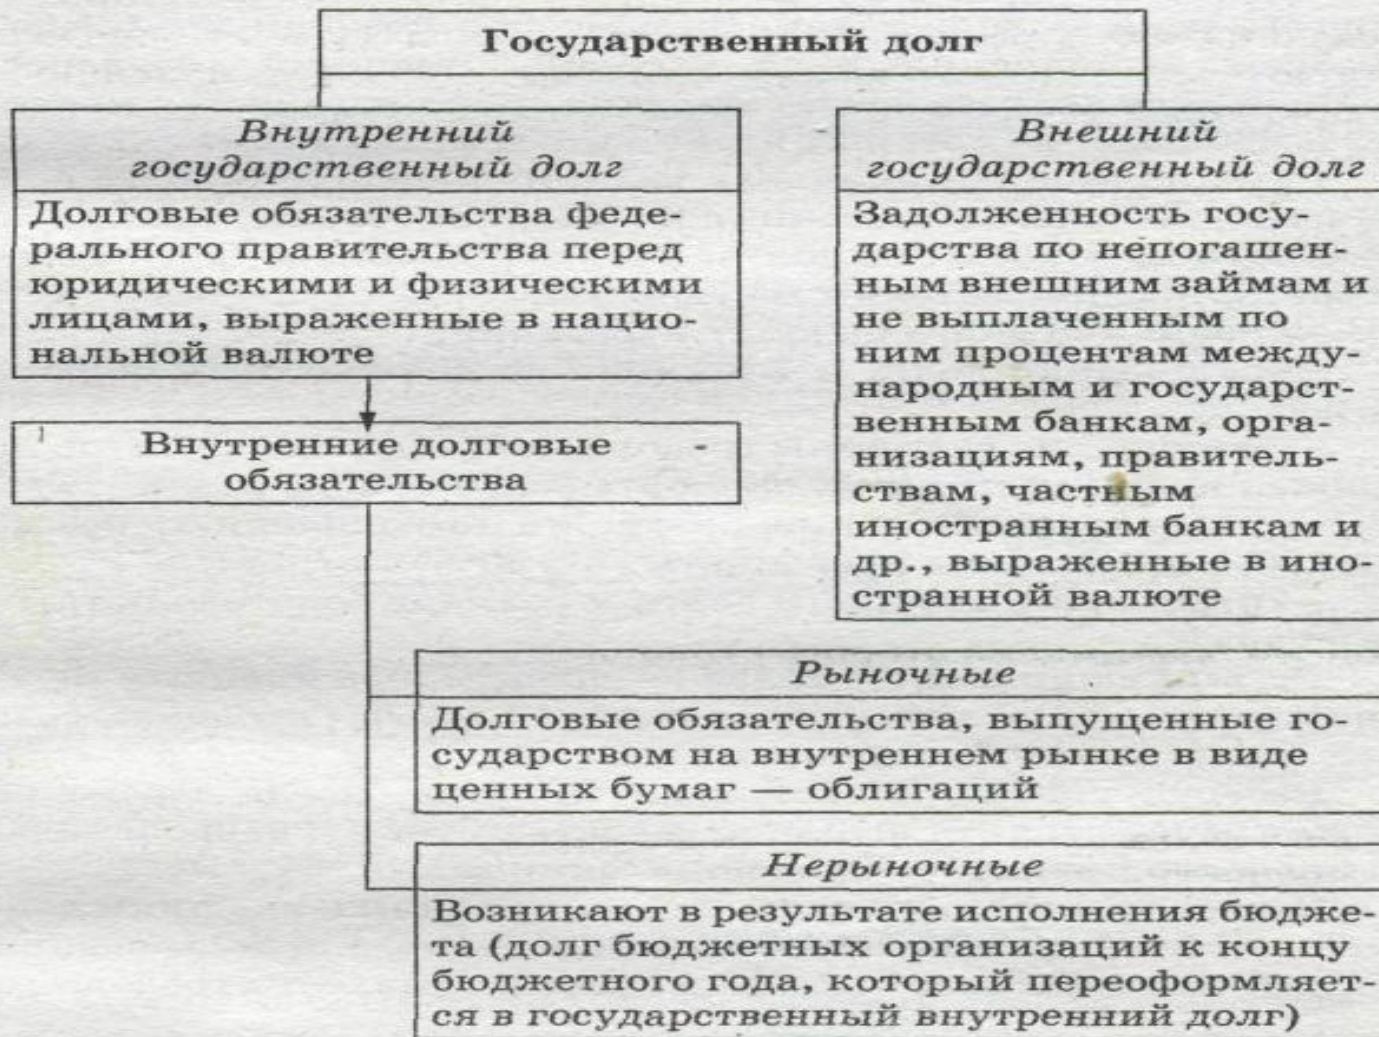 Государственный долг
Внутренний
государственный долг
Долговые обязательства феде-
рального правительства перед
юридическими и физическими
лицами, выраженные в нацио-
нальной валюте
Внутренние долговые
обязательства
Внешний
государственный долг
Задолженность госу-
дарства по непогашен-
ным внешним займам и
не выплаченным по
ним процентам между-
народным и государст-
венным банкам, орга-
низациям, правитель-
ствам, частным
иностранным банкам и
др., выраженные в ино-
странной валюте
Рыночные
Долговые обязательства, выпущенные го-
сударством на внутреннем рынке в виде
ценных бумаг — облигаций
Нерыночные
Возникают в результате исполнения бюдже-
та (долг бюджетных организаций к концу
бюджетного года, который переоформляет-
ся в государственный внутренний долг)